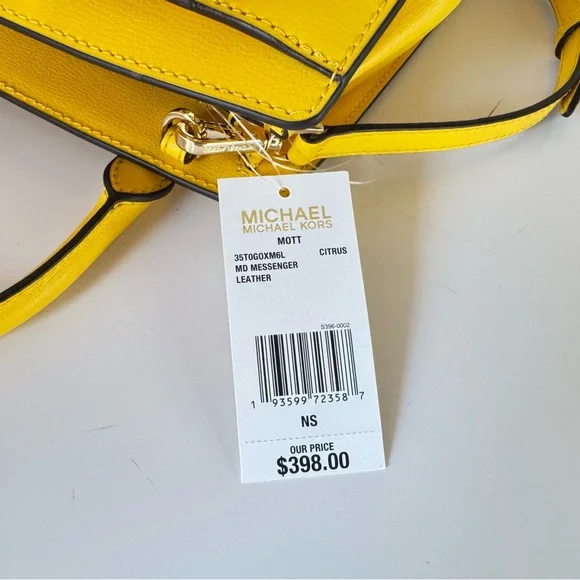 MICHAEL
MICHAEL KORS
MOTT
35T0GOXM6L CITRUS
MD MESSENGER
LEATHER
S396-0002
1 93599 72358 7
NS
OUR PRICE
$398.00